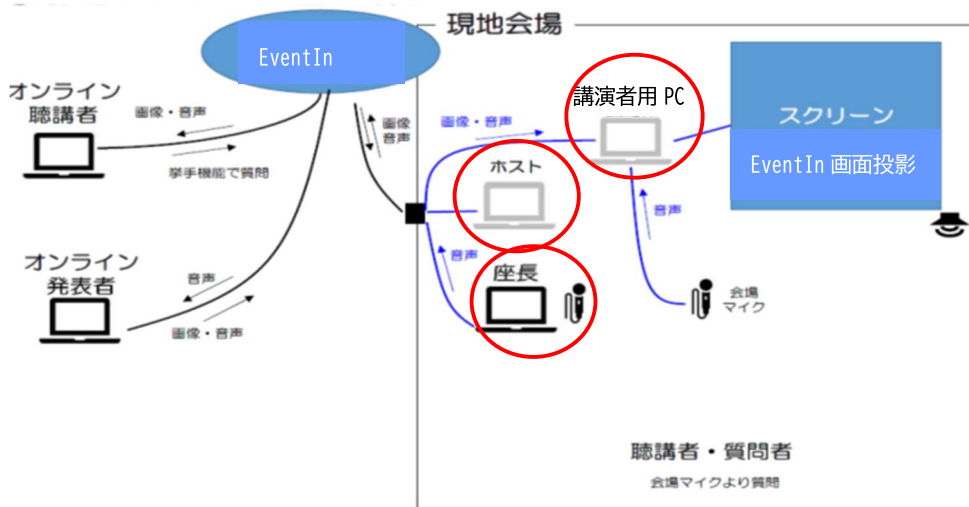 現地会場
EventIn
オンライン
聴講者
画像・音声
挙手機能で質問
画像
音声
画像・音声
講演者用 PC
スクリーン
EventIn 画面投影
ホスト
音声
オンライン
発表者
音声
画像・音声
音声
座長
会場
マイク
聴講者・質問者
会場マイクより質問